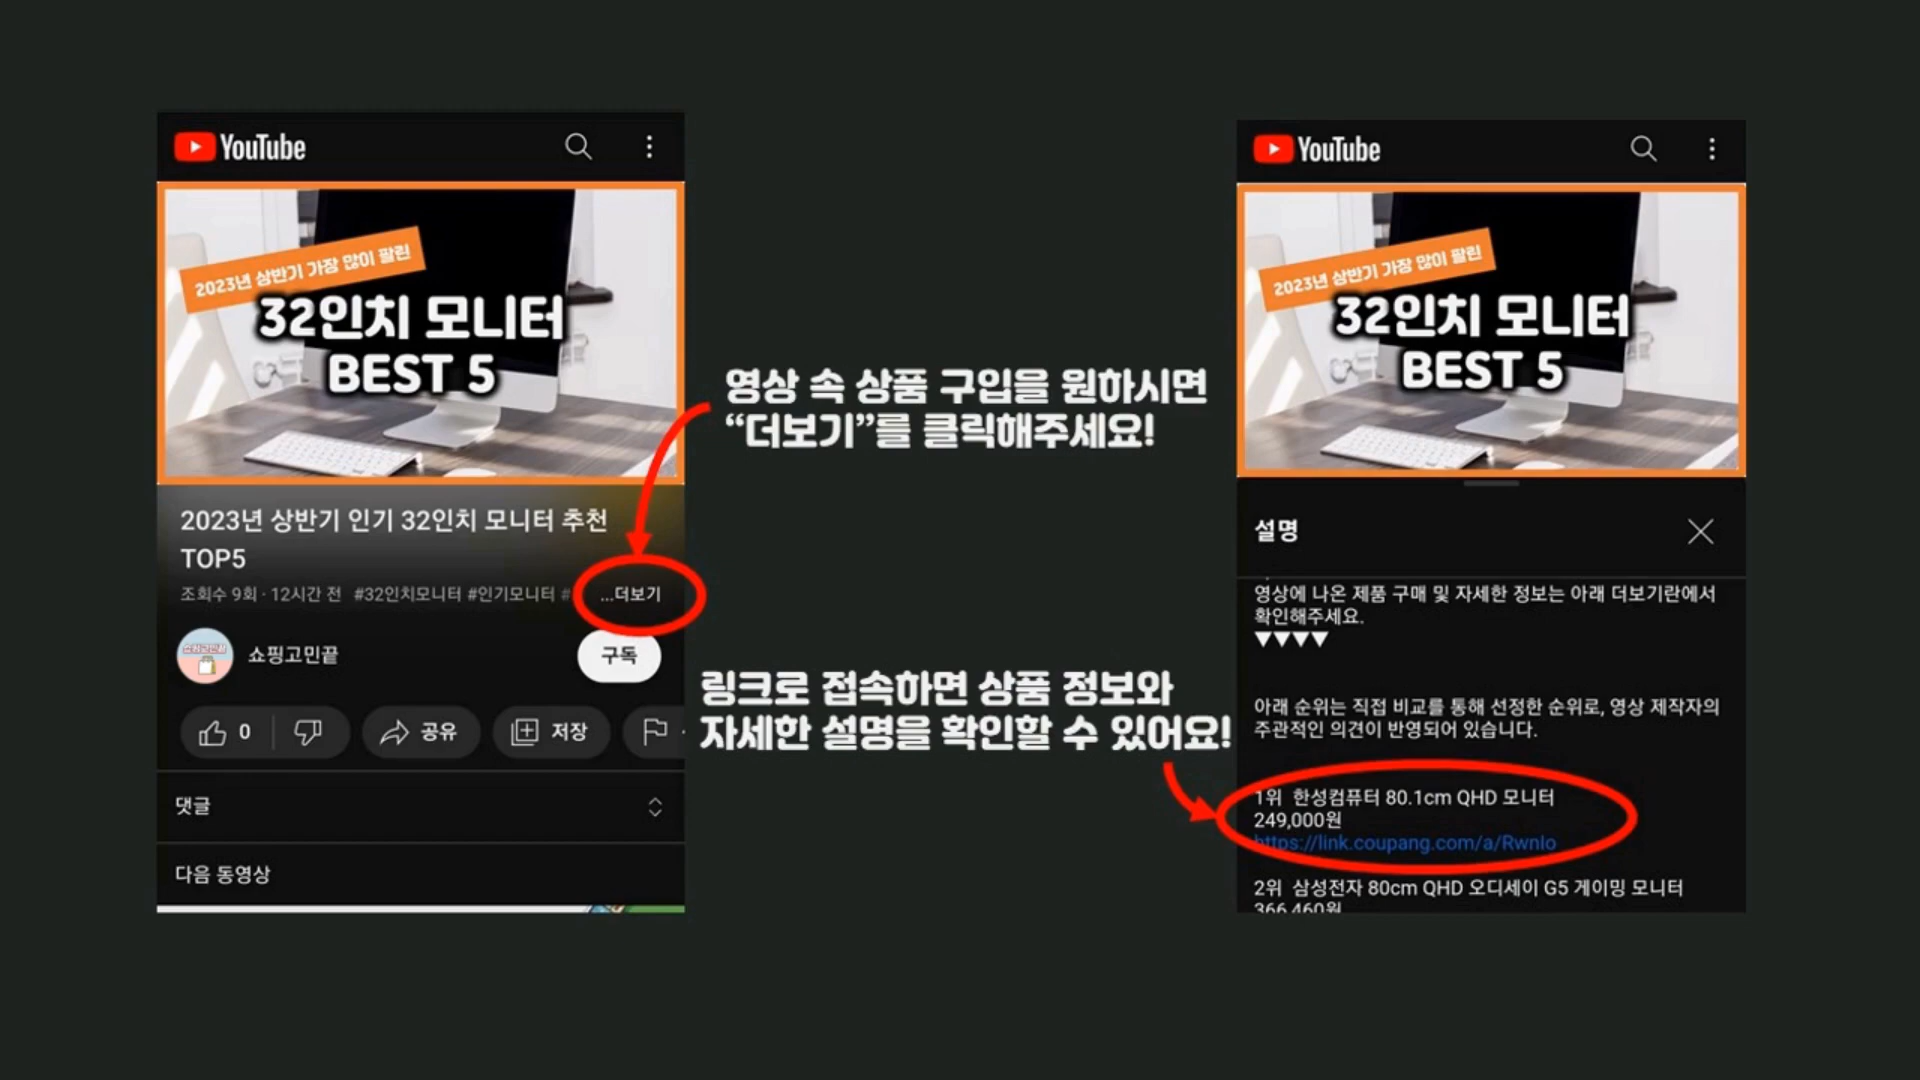 YouTube
2023년 상반기 가장 많이 팔린
32인치 모니터
BEST 5
2023년 상반기 인기 32인치 모니터 추천
TOP5
조회수 9회 · 12시간 전 #32인치모니터 #인기모니터 # ...더보기
쇼핑고민끝
쇼핑고민끝
구독
0
공유
저장
댓글
다음 동영상
영상 속 상품 구입을 원하시면
“더보기”를 클릭해주세요!
링크로 접속하면 상품 정보와
자세한 설명을 확인할 수 있어요!
YouTube
2023년 상반기 가장 많이 팔린
32인치 모니터
BEST 5
설명
영상에 나온 제품 구매 및 자세한 정보는 아래 더보기란에서
확인해주세요.
▼▼▼▼
아래 순위는 직접 비교를 통해 선정한 순위로, 영상 제작자의
주관적인 의견이 반영되어 있습니다.
1위 한성컴퓨터 80.1cm QHD 모니터
249,000원
https://link.coupang.com/a/RwnIo
2위 삼성전자 80cm QHD 오디세이 G5 게이밍 모니터
366,460원